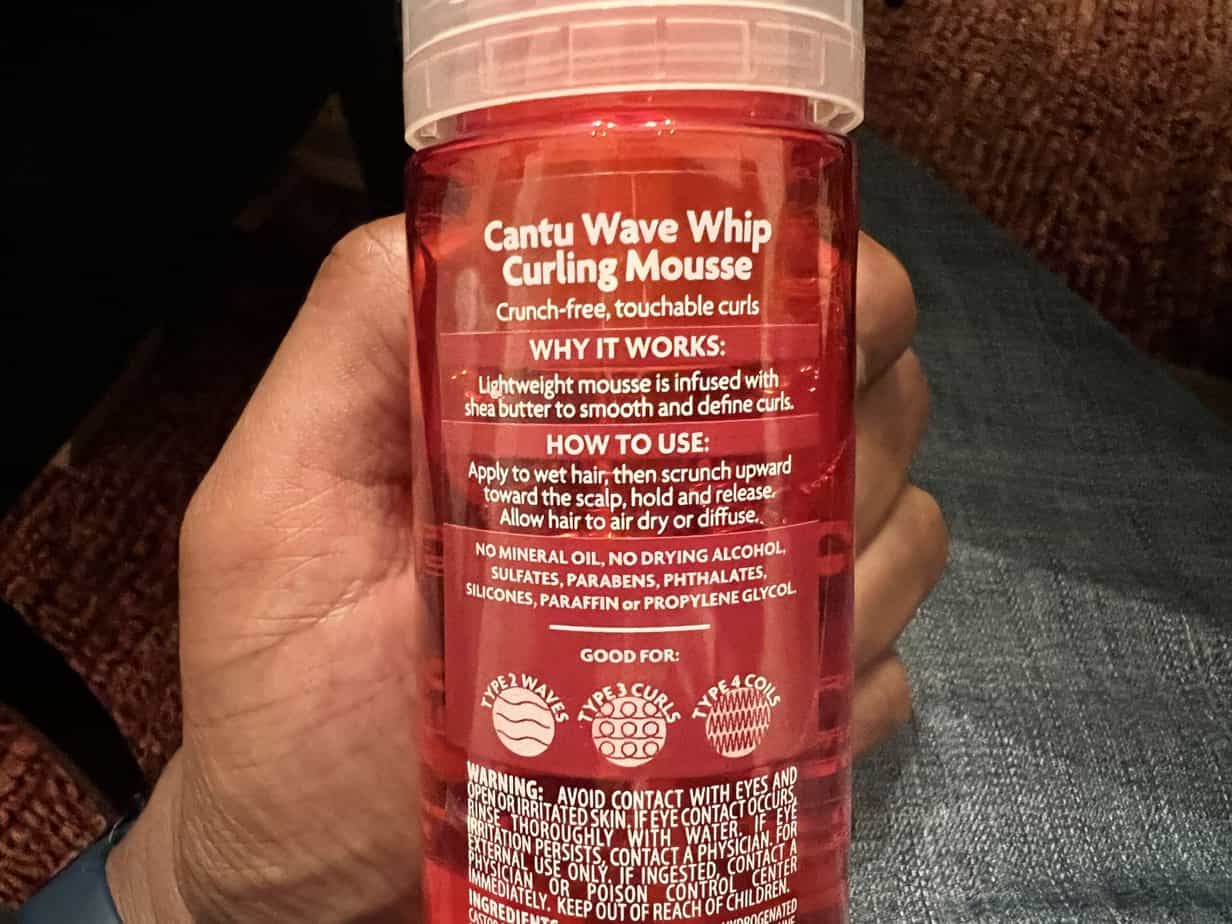 Cantu Wave Whip
Curling Mousse
Crunch-free, touchable curls
WHY IT WORKS:
Lightweight mousse is infused with
shea butter to smooth and define curls.
HOW TO USE:
Apply to wet hair, then scrunch upward
toward the scalp, hold and release.
Allow hair to air dry or diffuse.
NO MINERAL OIL, NO DRYING ALCOHOL,
SULFATES, PARABENS, PHTHALATES,
SILICONES, PARAFFIN or PROPYLENE GLYCOL.
GOOD FOR:
TYPE 2 WAVES
TYPE 3 CURLS
TYPE 4 COILS
WARNING: AVOID CONTACT WITH EYES AND
OPEN OR IRRITATED SKIN. IF EYE CONTACT OCCURS,
RINSE THOROUGHLY WITH WATER. IF EYE
IRRITATION PERSISTS, CONTACT A PHYSICIAN. FOR
EXTERNAL USE ONLY. IF INGESTED, CONTACT A
PHYSICIAN OR POISON CONTROL CENTER
IMMEDIATELY. KEEP OUT OF REACH OF CHILDREN.
INGREDIENTS